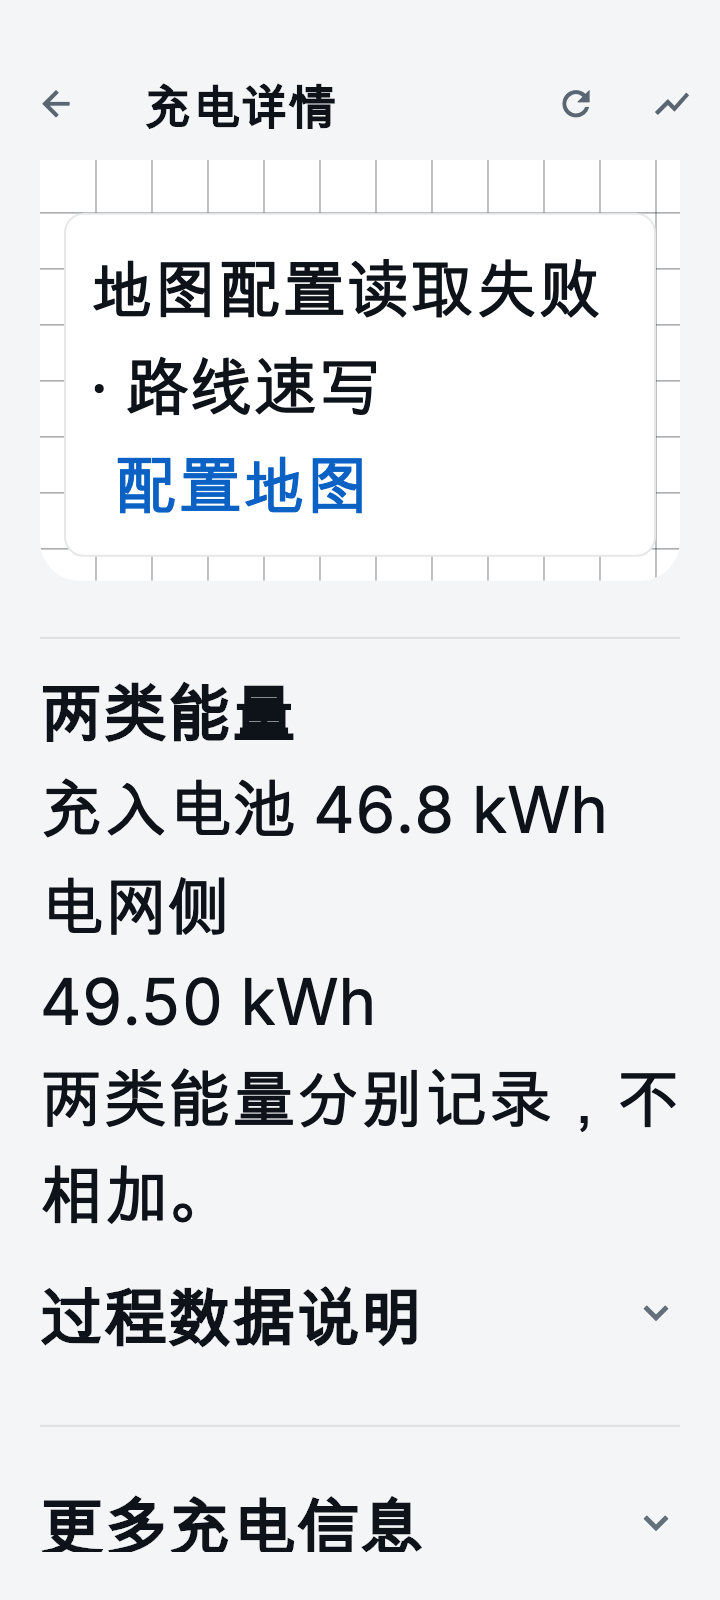 充电详情
地图配置读取失败
· 路线速写
配置地图
两类能量
充入电池 46.8 kWh
电网侧
49.50 kWh
两类能量分别记录，不
相加。
过程数据说明
更多充电信息